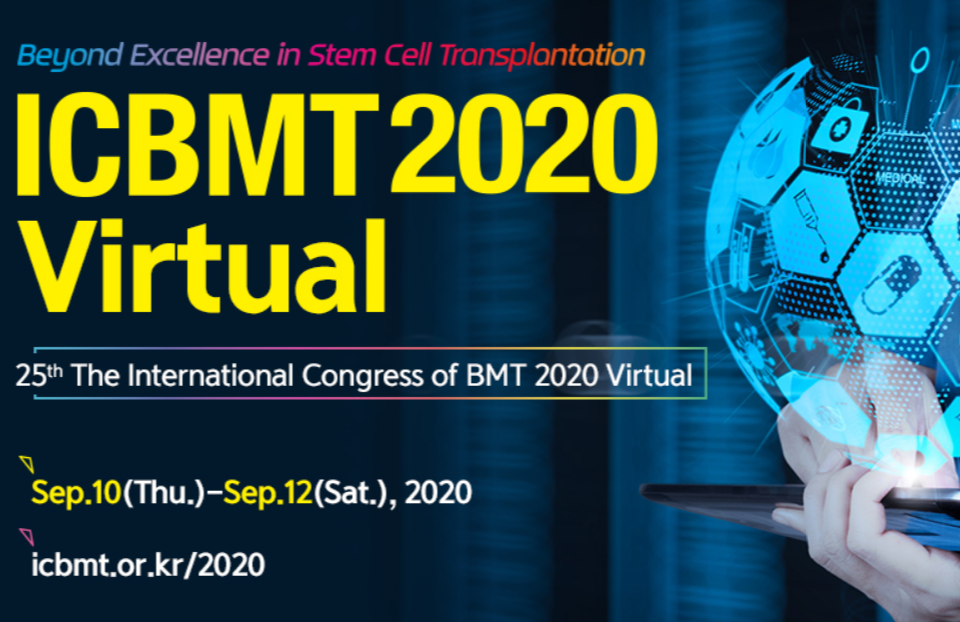 Beyond Excellence in Stem Cell Transplantation
ICBMT 2020
Virtual
25th The International Congress of BMT 2020 Virtual
Sep.10(Thu.)–Sep.12(Sat.), 2020
icbmt.or.kr/2020
MEDICAL